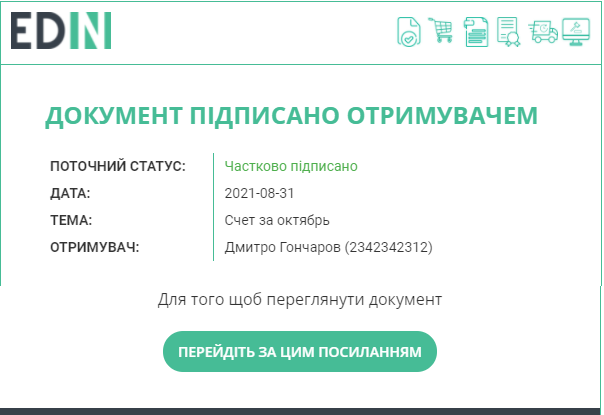 EDIN
ДОКУМЕНТ ПІДПИСАНО ОТРИМУВАЧЕМ
ПОТОЧНИЙ СТАТУС: Частково підписано
ДАТА: 2021-08-31
ТЕМА: Счет за октябрь
ОТРИМУВАЧ: Дмитро Гончаров (2342342312)
Для того щоб переглянути документ
ПЕРЕЙДІТЬ ЗА ЦИМ ПОСИЛАННЯМ